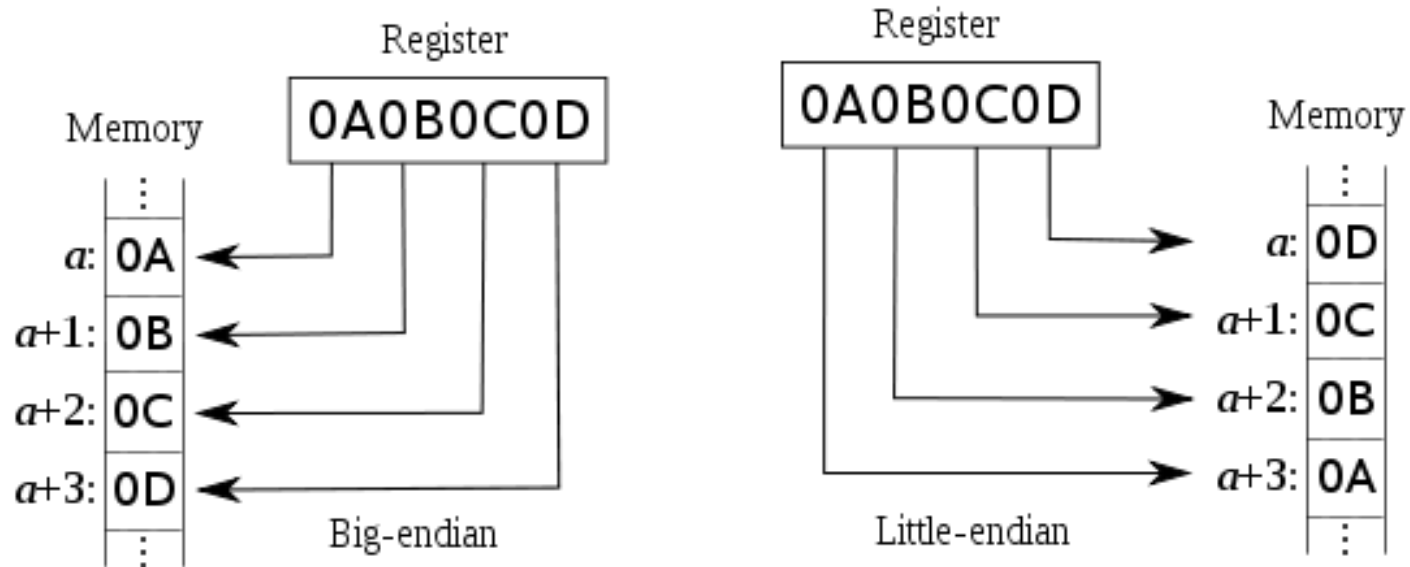 Register
0A0B0C0D
Memory
⋮
a: 0A
a+1: 0B
a+2: 0C
a+3: 0D
⋮
Big-endian
Register
0A0B0C0D
Memory
⋮
a: 0D
a+1: 0C
a+2: 0B
a+3: 0A
⋮
Little-endian